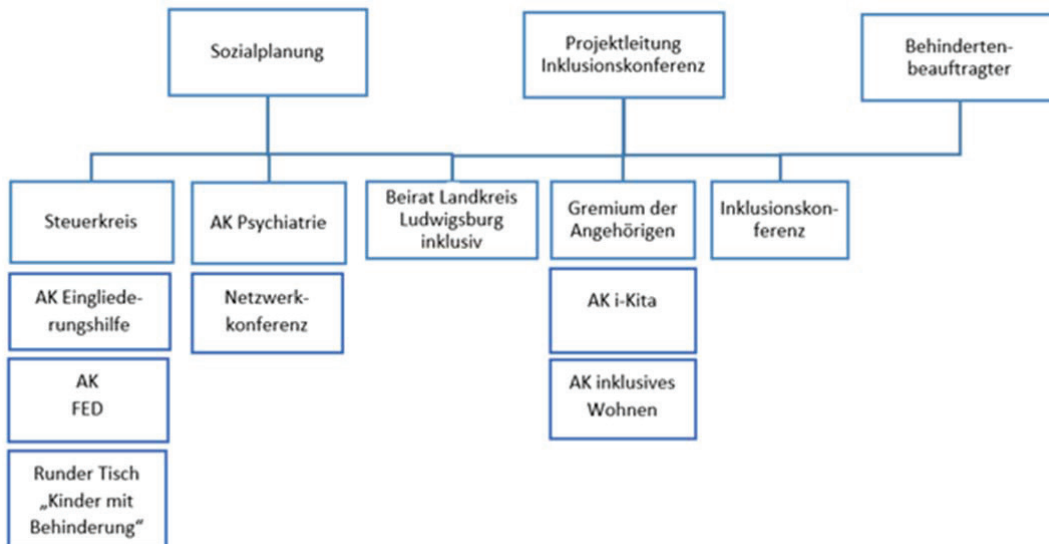 Sozialplanung
Projektleitung
Inklusionskonferenz
Behinderten-
beauftragter
Steuerkreis
AK Psychiatrie
Beirat Landkreis
Ludwigsburg
inklusiv
Gremium der
Angehörigen
Inklusionskon-
ferenz
AK Eingliede-
rungshilfe
Netzwerk-
konferenz
AK i-Kita
AK
FED
AK inklusives
Wohnen
Runder Tisch
„Kinder mit
Behinderung“